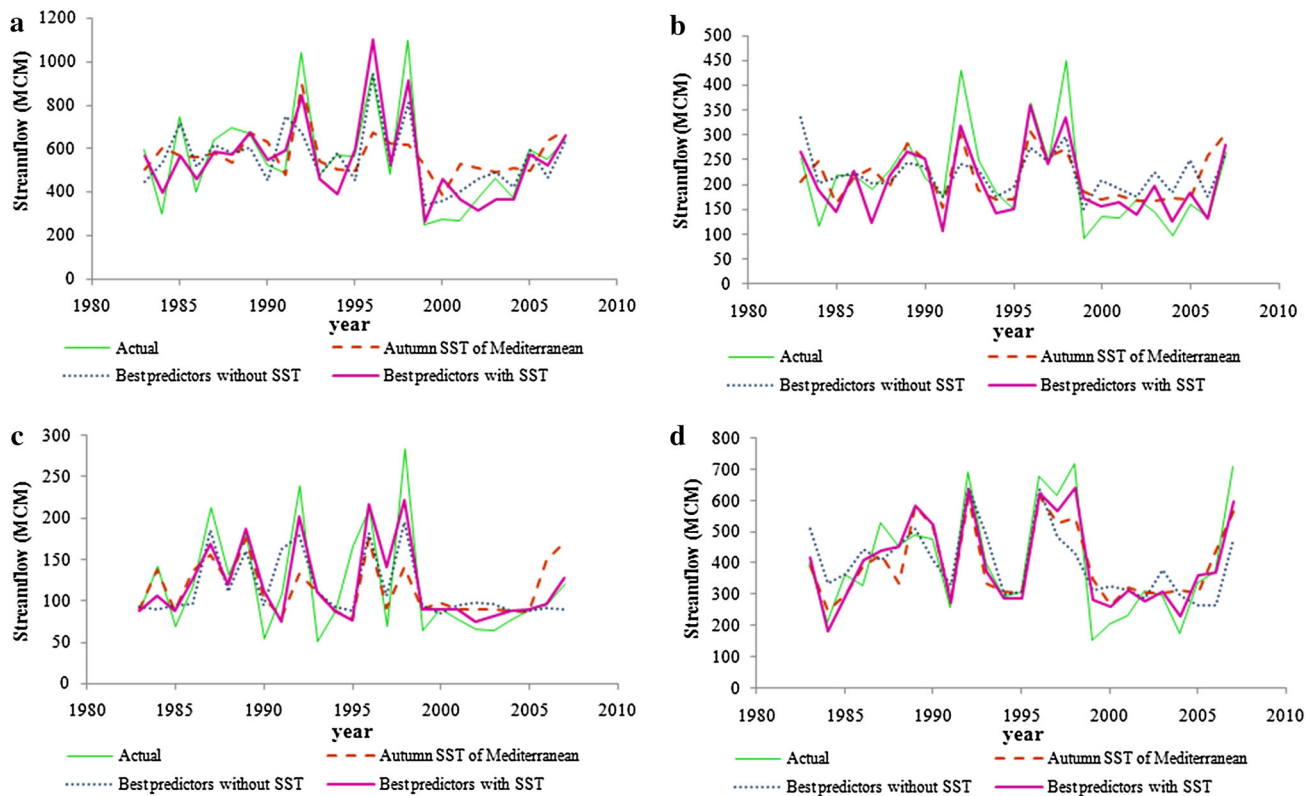 a
Streamflow (MCM)
1200
1000
800
600
400
200
0
1980 1985 1990 1995 2000 2005 2010
year
Actual
Autumn SST of Mediterranean
Best predictors without SST
Best predictors with SST
b
Streamflow (MCM)
500
450
400
350
300
250
200
150
100
50
0
1980 1985 1990 1995 2000 2005 2010
year
Actual
Autumn SST of Mediterranean
Best predictors without SST
Best predictors with SST
c
Streamflow (MCM)
300
250
200
150
100
50
0
1980 1985 1990 1995 2000 2005 2010
year
Actual
Autumn SST of Mediterranean
Best predictors without SST
Best predictors with SST
d
Streamflow (MCM)
800
700
600
500
400
300
200
100
0
1980 1985 1990 1995 2000 2005 2010
year
Actual
Autumn SST of Mediterranean
Best predictors without SST
Best predictors with SST